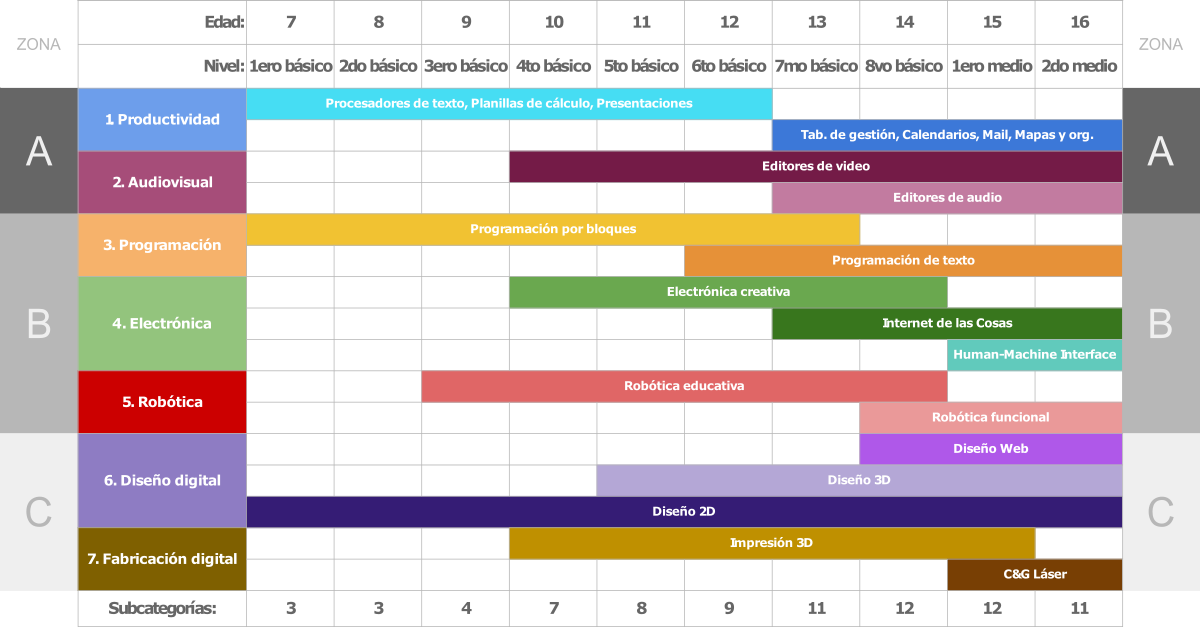 Edad: 7 8 9 10 11 12 13 14 15 16
ZONA ZONA
Nivel: 1ero básico 2do básico 3ero básico 4to básico 5to básico 6to básico 7mo básico 8vo básico 1ero medio 2do medio
Procesadores de texto, Planillas de cálculo, Presentaciones
1 Productividad
Tab. de gestión, Calendarios, Mail, Mapas y org.
A A
Editores de video
2. Audiovisual
Editores de audio
Programación por bloques
3. Programación
Programación de texto
Electrónica creativa
4. Electrónica Internet de las Cosas
B B
Human-Machine Interface
Robótica educativa
5. Robótica
Robótica funcional
Diseño Web
6. Diseño digital Diseño 3D
C C
Diseño 2D
Impresión 3D
7. Fabricación digital
C&G Láser
Subcategorías: 3 3 4 7 8 9 11 12 12 11